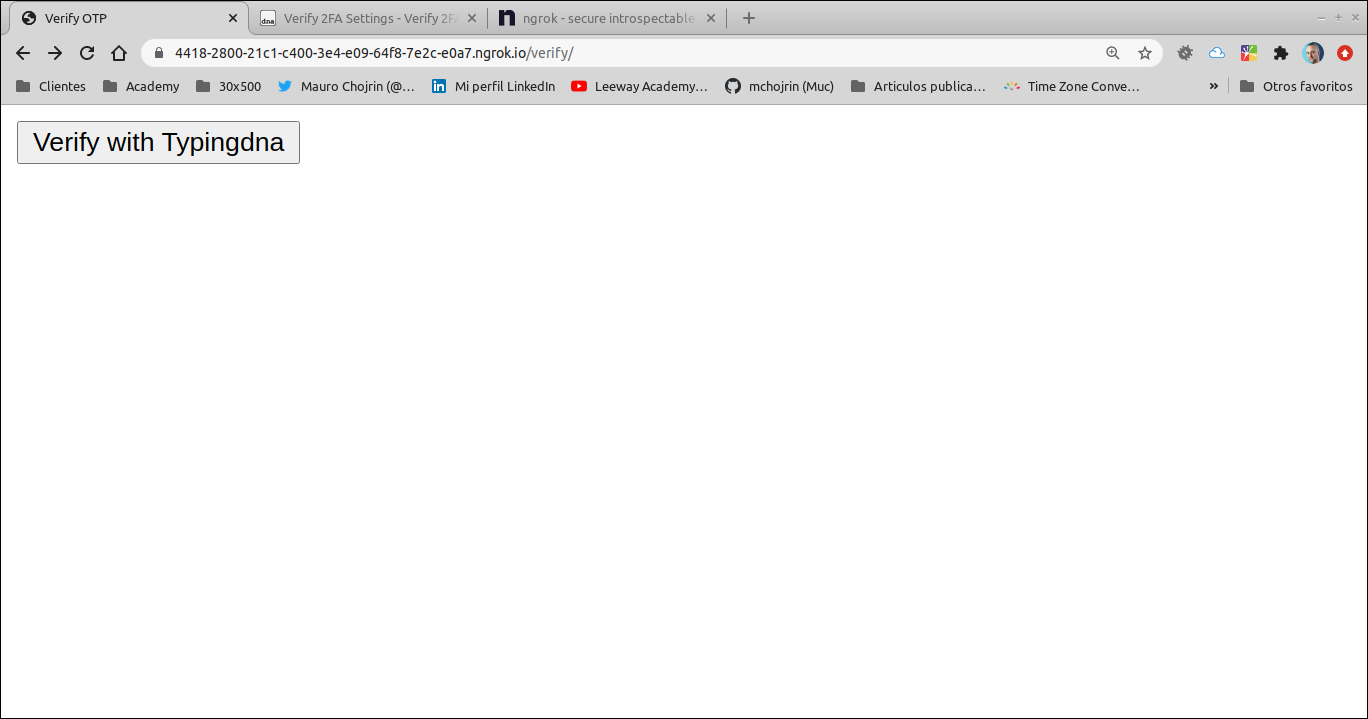 Verify OTP
dna Verify 2FA Settings - Verify 2FA
n ngrok - secure introspectable
4418-2800-21c1-c400-3e4-e09-64f8-7e2c-e0a7.ngrok.io/verify/
Clientes Academy 30x500 Mauro Chojrin (@… in Mi perfil LinkedIn Leeway Academy… mchojrin (Muc) Articulos publica… Time Zone Conve… » Otros favoritos
Verify with Typingdna